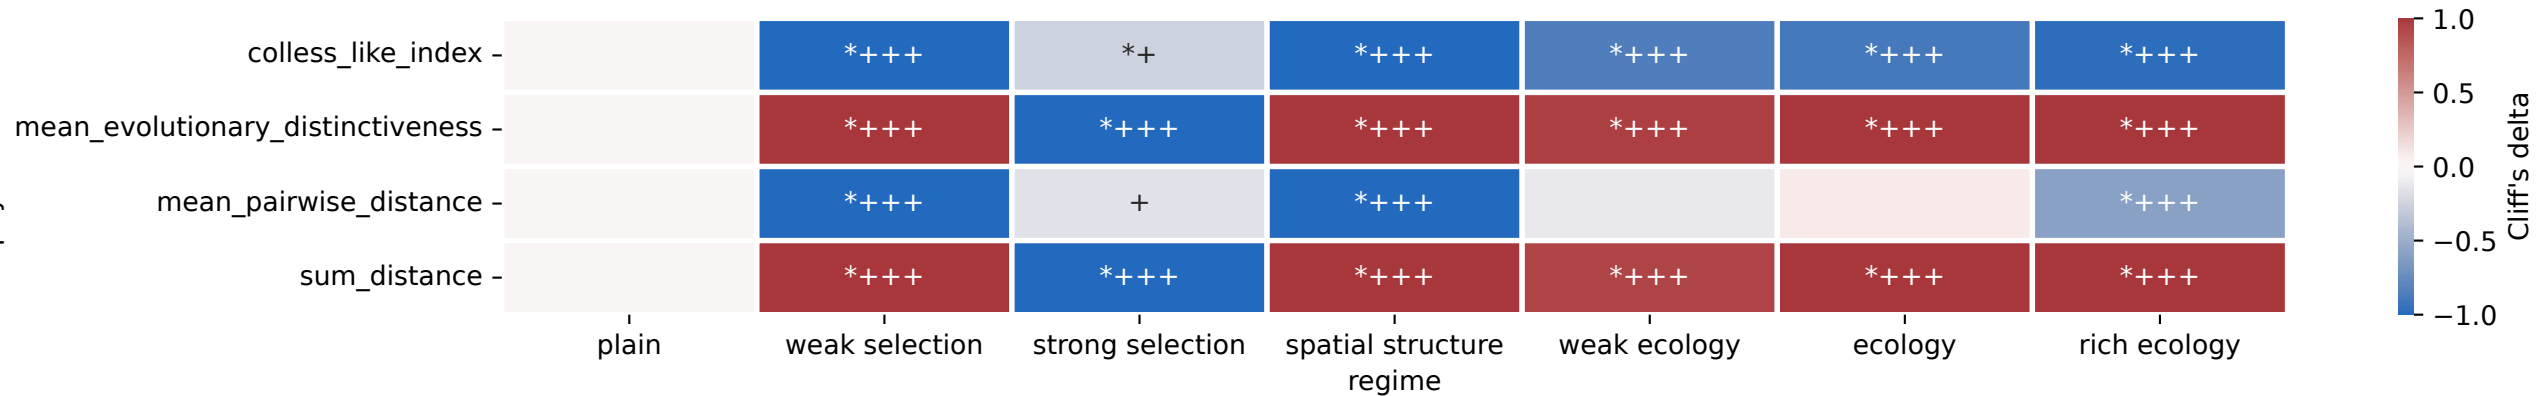 colless_like_index
*+++ *+ *+++ *+++ *+++ *+++
mean_evolutionary_distinctiveness
*+++ *+++ *+++ *+++ *+++ *+++
mean_pairwise_distance
*+++ + *+++ *+++
sum_distance
*+++ *+++ *+++ *+++ *+++ *+++
plain weak selection strong selection spatial structure weak ecology ecology rich ecology
regime
1.0
0.5
0.0
−0.5
−1.0
Cliff's delta